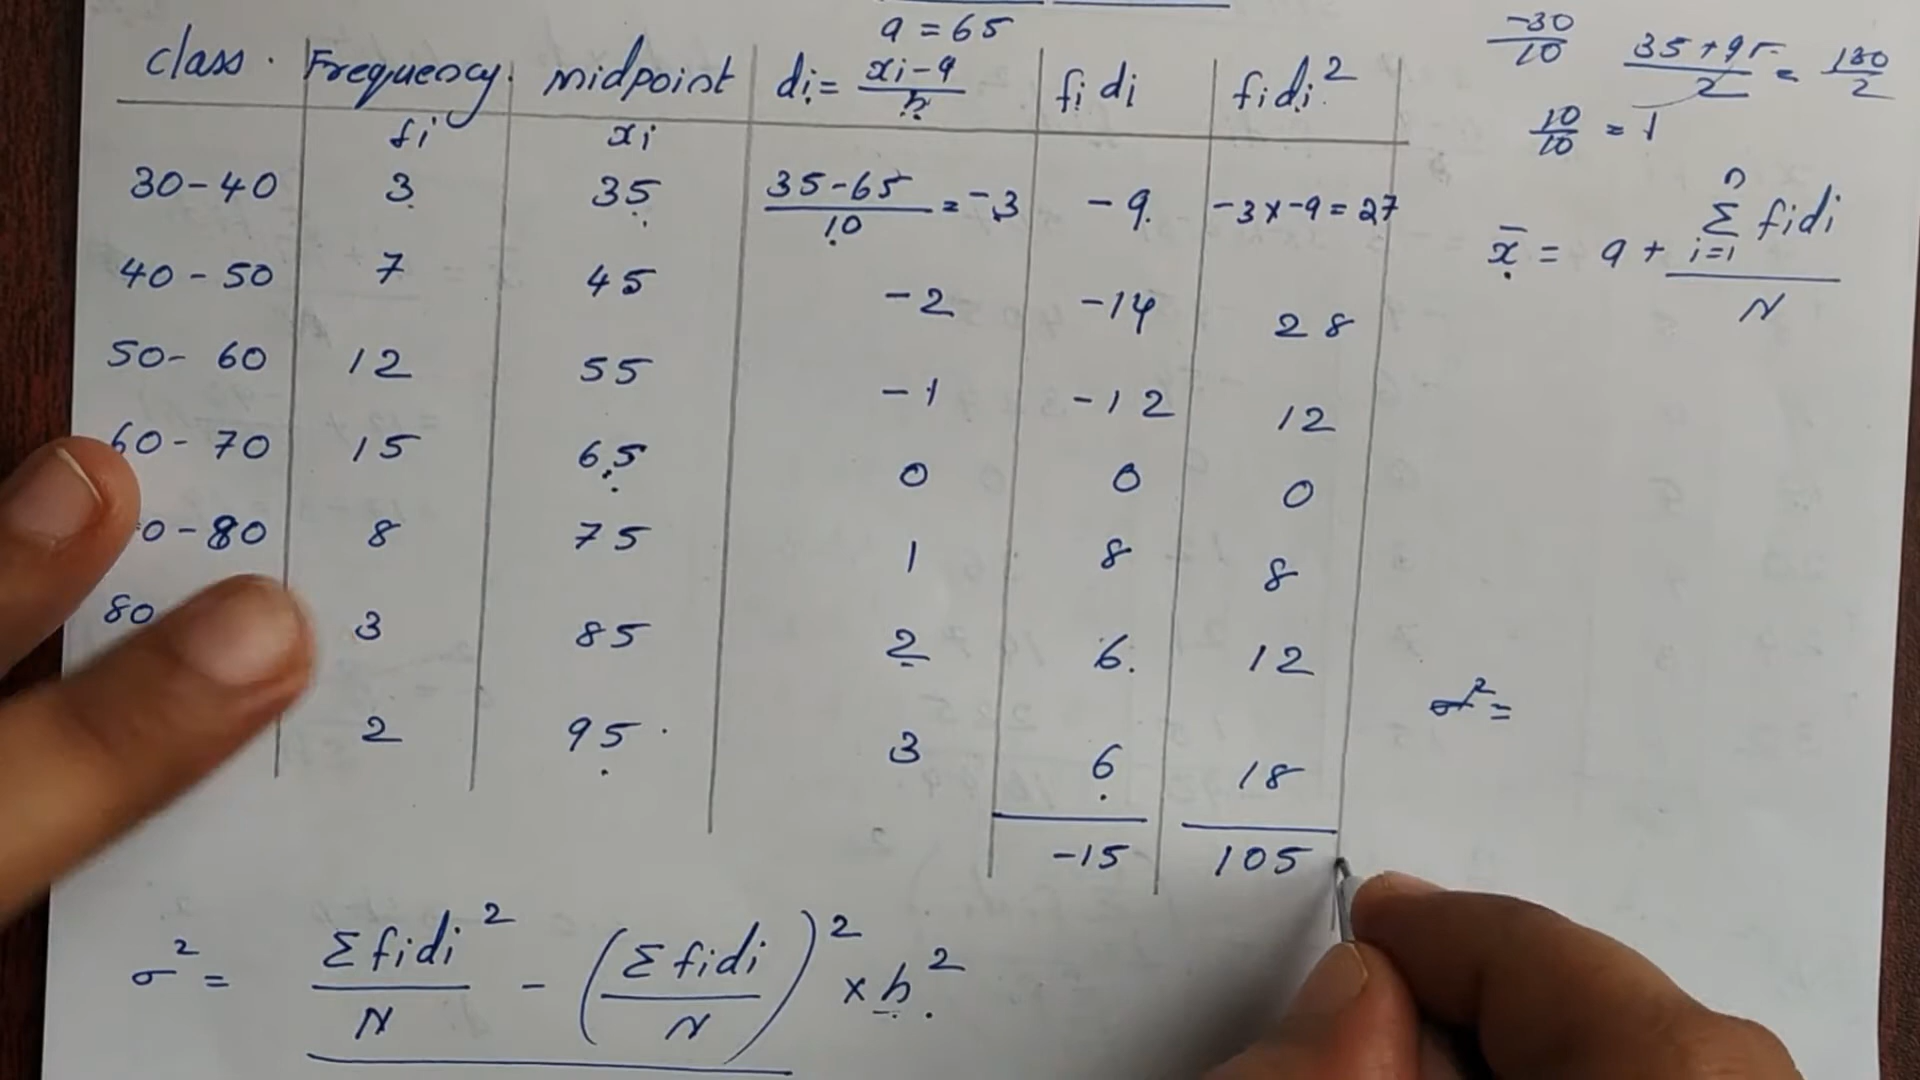 a = 65
class. Frequency. midpoint di = xi-a/h fidi fidi²
fi xi
30-40 3 35 35-65/10 = -3 -9 -3x-9=27
40-50 7 45 -2 -14 28
50-60 12 55 -1 -12 12
60-70 15 65 0 0 0
0-80 8 75 1 8 8
80 3 85 2 6 12
2 95 3 6 18
-15 105
σ² = Σfidi²/N - (Σfidi/N)² x h²
-30/10
35+95/2 = 130/2
10/10 = 1
x̄ = a + Σ fidi/N
n
i=1
σ² =